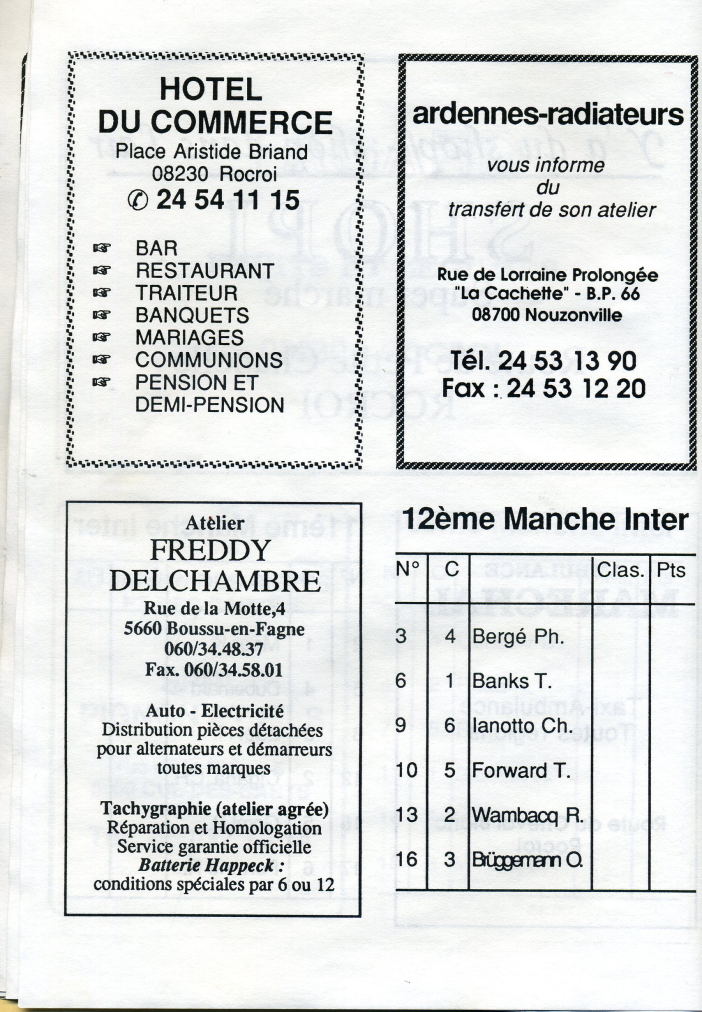 HOTEL
DU COMMERCE
Place Aristide Briand
08230 Rocroi
✆ 24 54 11 15
☞ BAR
☞ RESTAURANT
☞ TRAITEUR
☞ BANQUETS
☞ MARIAGES
☞ COMMUNIONS
☞ PENSION ET
DEMI-PENSION
ardennes-radiateurs
vous informe
du
transfert de son atelier
Rue de Lorraine Prolongée
"La Cachette" - B.P. 66
08700 Nouzonville
Tél. 24 53 13 90
Fax : 24 53 12 20
Atelier
FREDDY
DELCHAMBRE
Rue de la Motte,4
5660 Boussu-en-Fagne
060/34.48.37
Fax. 060/34.58.01
Auto - Electricité
Distribution pièces détachées
pour alternateurs et démarreurs
toutes marques
Tachygraphie (atelier agrée)
Réparation et Homologation
Service garantie officielle
Batterie Happeck :
conditions spéciales par 6 ou 12
12ème Manche Inter
N° C Clas. Pts
3 4 Bergé Ph.
6 1 Banks T.
9 6 Ianotto Ch.
10 5 Forward T.
13 2 Wambacq R.
16 3 Brüggemann O.